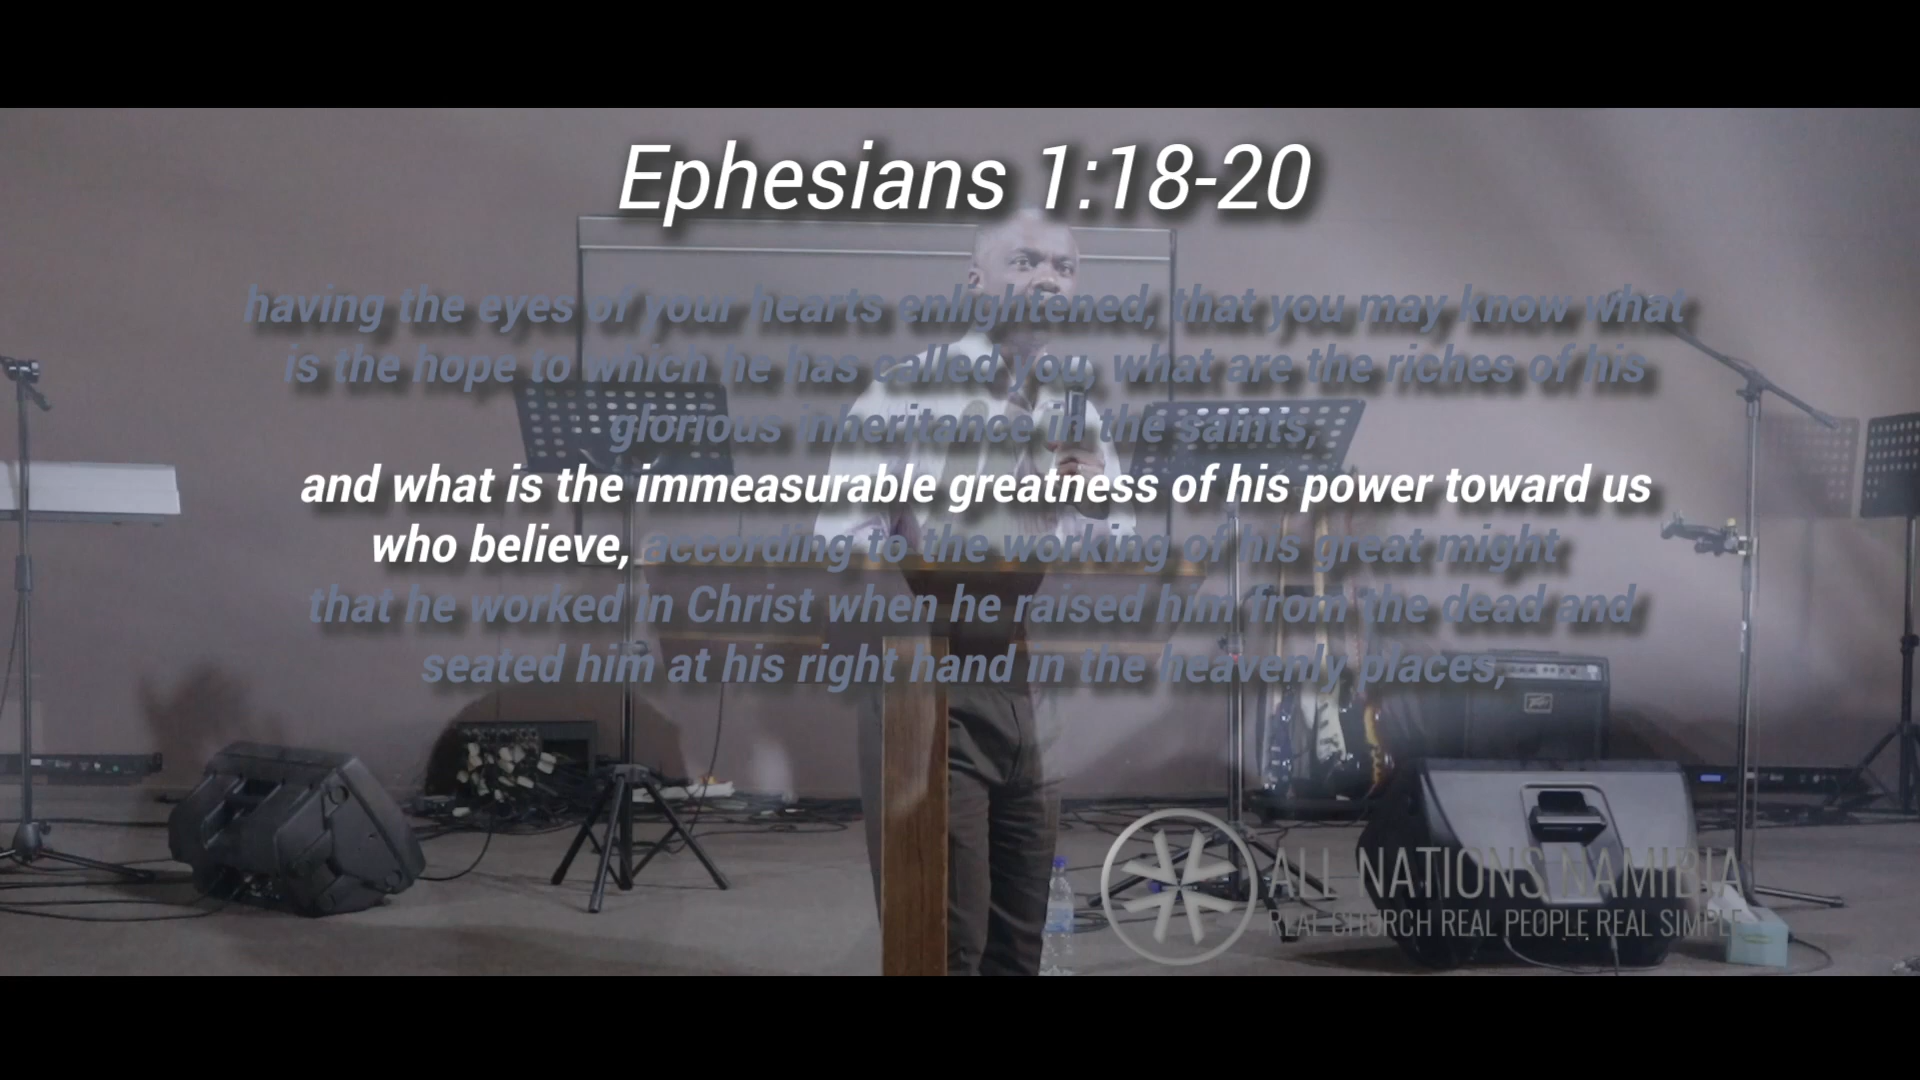 Ephesians 1:18-20
having the eyes of your hearts enlightened, that you may know what
is the hope to which he has called you, what are the riches of his
glorious inheritance in the saints,
and what is the immeasurable greatness of his power toward us
who believe, according to the working of his great might
that he worked in Christ when he raised him from the dead and
seated him at his right hand in the heavenly places,
PEAVEY
ALL NATIONS NAMIBIA
REAL CHURCH REAL PEOPLE REAL SIMPLE